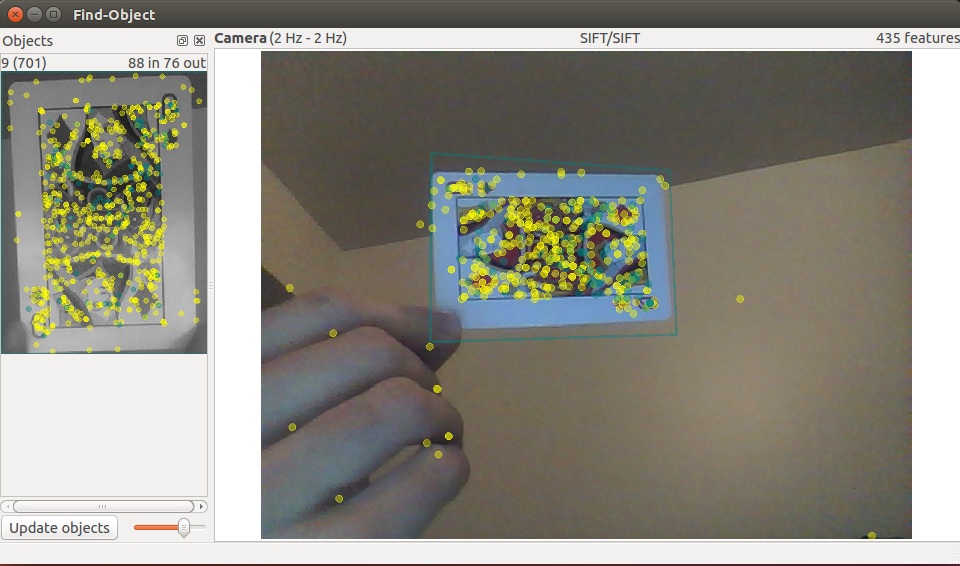 Find-Object
Objects
Camera (2 Hz - 2 Hz)
SIFT/SIFT
435 features
9 (701)
88 in 76 out
Update objects